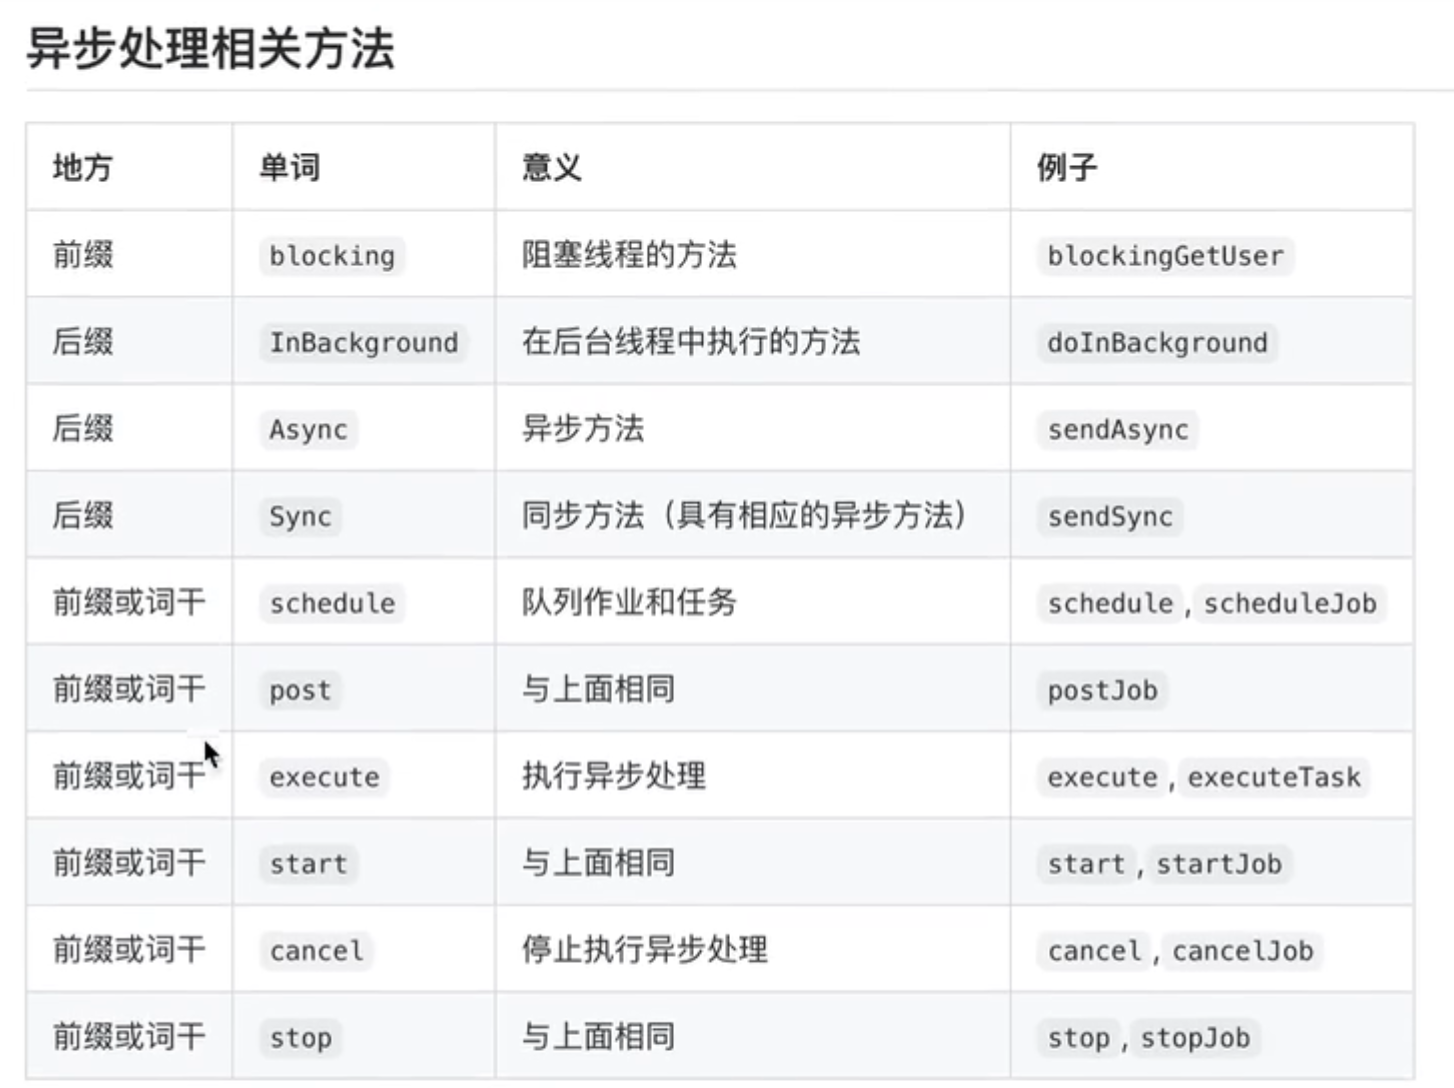 异步处理相关方法
地方 单词 意义 例子
前缀 blocking 阻塞线程的方法 blockingGetUser
后缀 InBackground 在后台线程中执行的方法 doInBackground
后缀 Async 异步方法 sendAsync
后缀 Sync 同步方法（具有相应的异步方法） sendSync
前缀或词干 schedule 队列作业和任务 schedule,scheduleJob
前缀或词干 post 与上面相同 postJob
前缀或词干 execute 执行异步处理 execute,executeTask
前缀或词干 start 与上面相同 start,startJob
前缀或词干 cancel 停止执行异步处理 cancel,cancelJob
前缀或词干 stop 与上面相同 stop,stopJob